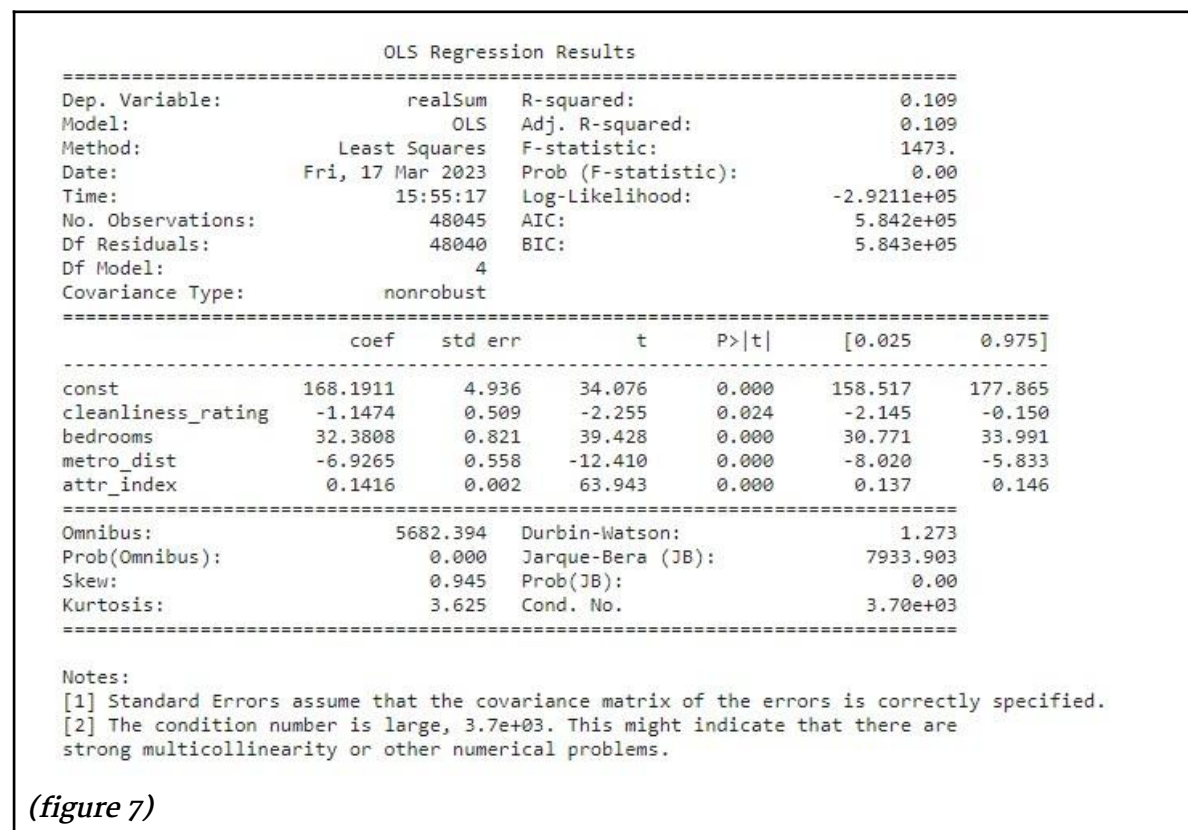 OLS Regression Results
==============================================================================
Dep. Variable: realSum R-squared: 0.109
Model: OLS Adj. R-squared: 0.109
Method: Least Squares F-statistic: 1473.
Date: Fri, 17 Mar 2023 Prob (F-statistic): 0.00
Time: 15:55:17 Log-Likelihood: -2.9211e+05
No. Observations: 48045 AIC: 5.842e+05
Df Residuals: 48040 BIC: 5.843e+05
Df Model: 4
Covariance Type: nonrobust
======================================================================================
coef std err t P>|t| [0.025 0.975]
--------------------------------------------------------------------------------------
const 168.1911 4.936 34.076 0.000 158.517 177.865
cleanliness_rating -1.1474 0.509 -2.255 0.024 -2.145 -0.150
bedrooms 32.3808 0.821 39.428 0.000 30.771 33.991
metro_dist -6.9265 0.558 -12.410 0.000 -8.020 -5.833
attr_index 0.1416 0.002 63.943 0.000 0.137 0.146
==============================================================================
Omnibus: 5682.394 Durbin-Watson: 1.273
Prob(Omnibus): 0.000 Jarque-Bera (JB): 7933.903
Skew: 0.945 Prob(JB): 0.00
Kurtosis: 3.625 Cond. No. 3.70e+03
==============================================================================
Notes:
[1] Standard Errors assume that the covariance matrix of the errors is correctly specified.
[2] The condition number is large, 3.7e+03. This might indicate that there are
strong multicollinearity or other numerical problems.
(figure 7)